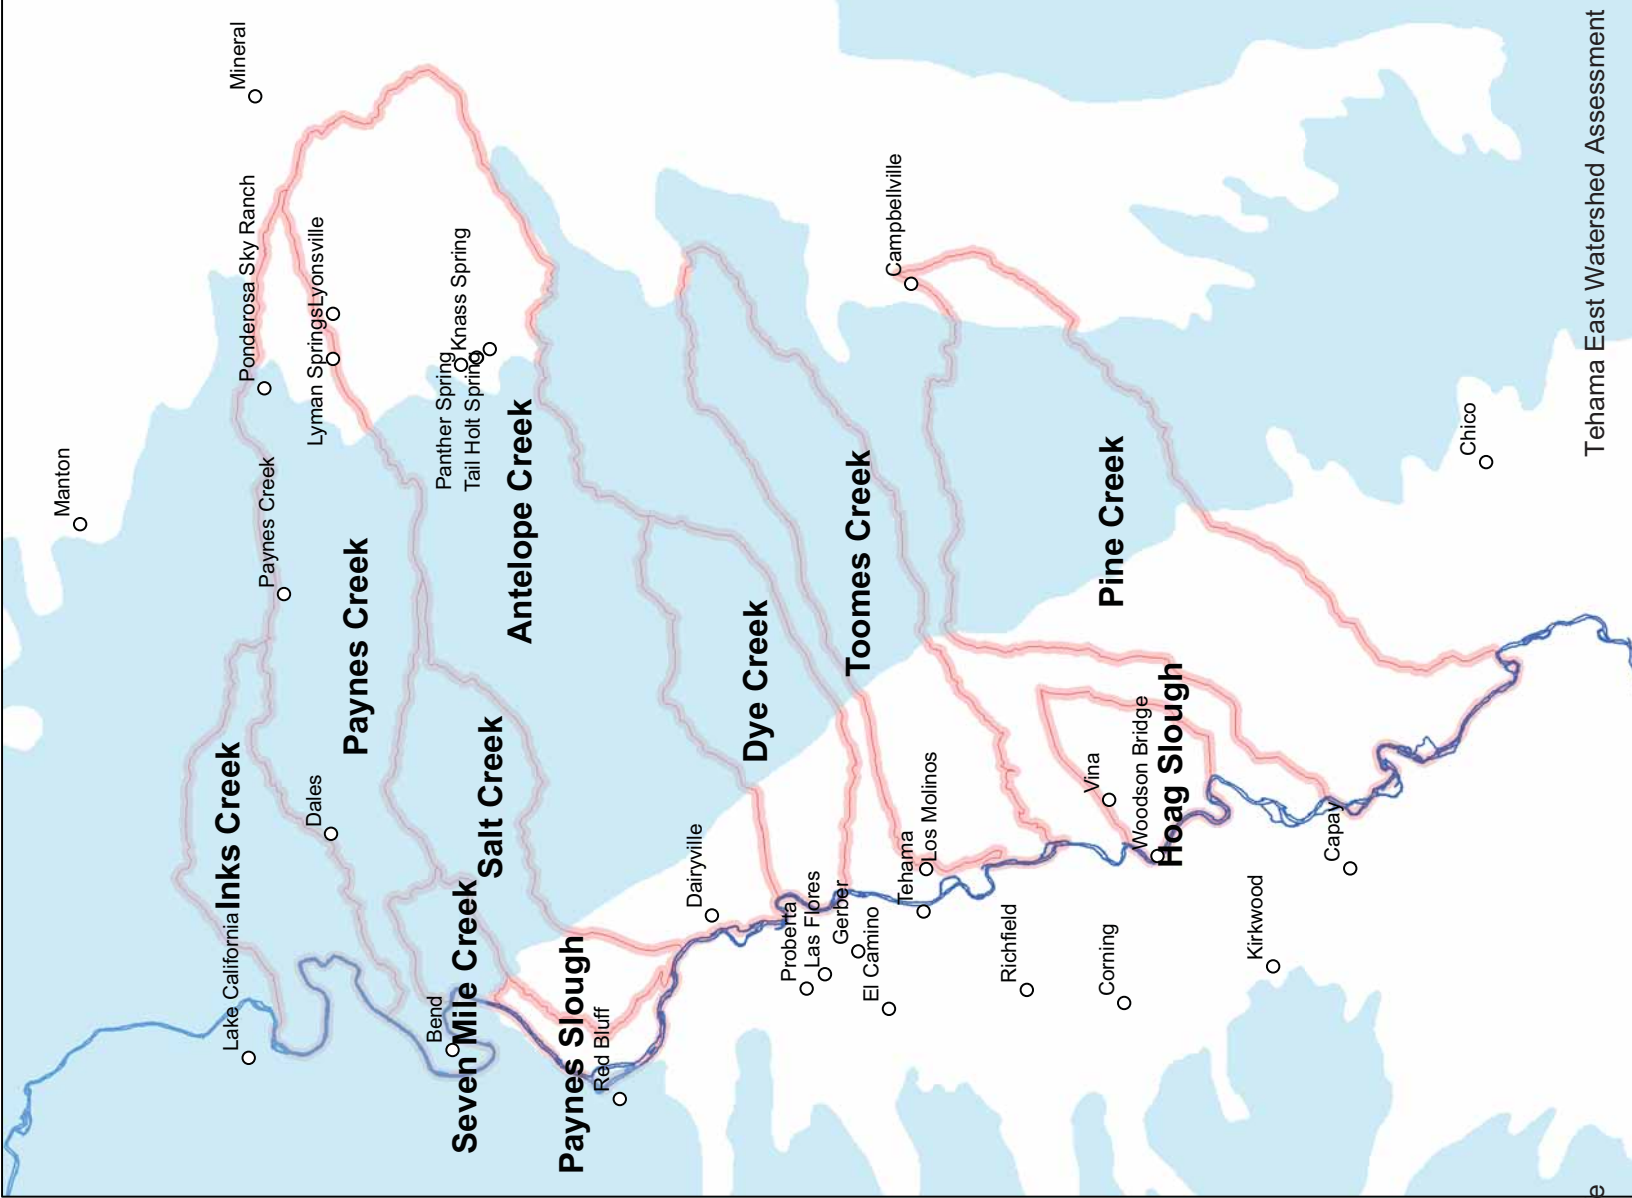 Mineral
Manton
Ponderosa Sky Ranch
Lyonsville
Lyman Springs
Paynes Creek
Knass Spring
Panther Spring
Tail Holt Spring
Antelope Creek
Paynes Creek
Campbellville
Inks Creek
Dales
Salt Creek
Dye Creek
Toomes Creek
Pine Creek
Lake California
Bend
Seven Mile Creek
Paynes Slough
Red Bluff
Dairyville
Proberta
Las Flores
Gerber
El Camino
Tehama
Los Molinos
Vina
Woodson Bridge
Hoag Slough
Richfield
Corning
Kirkwood
Capay
Chico
Tehama East Watershed Assessment
e